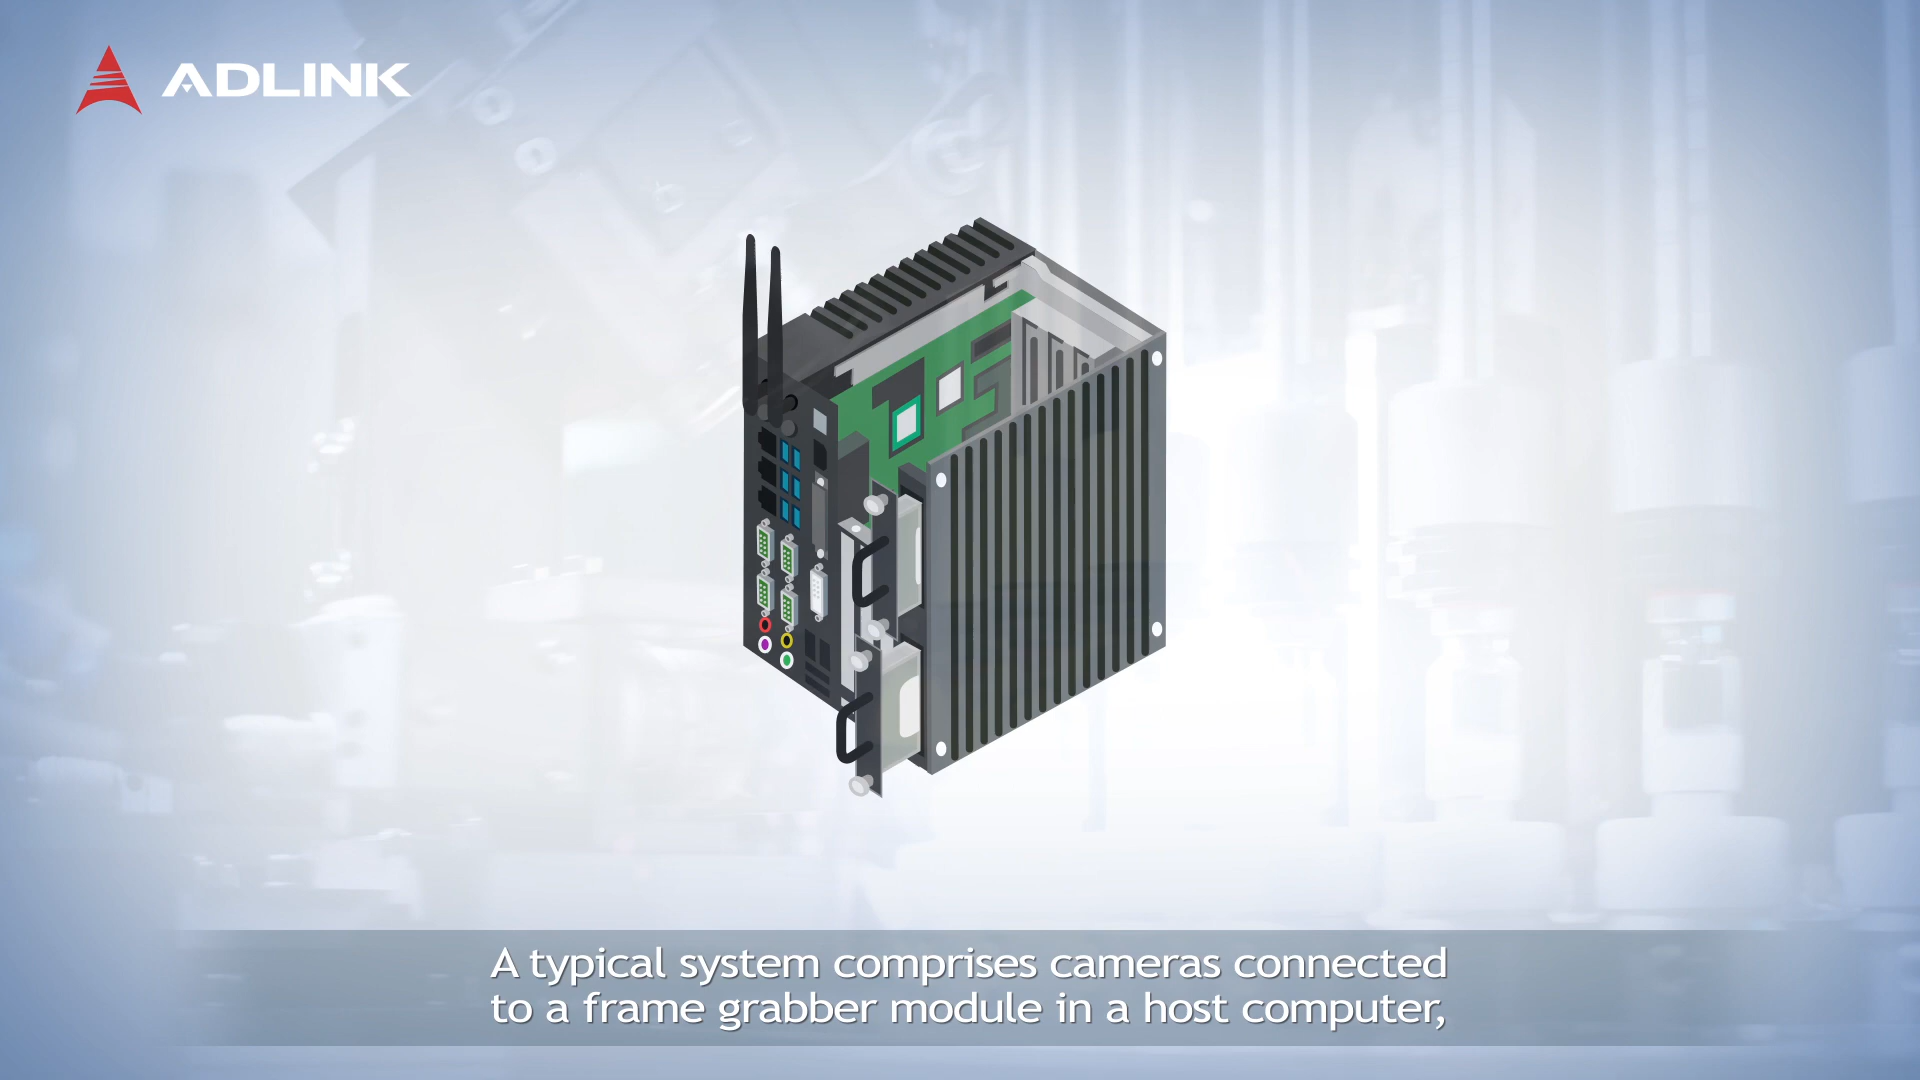 ADLINK
A typical system comprises cameras connected
to a frame grabber module in a host computer,